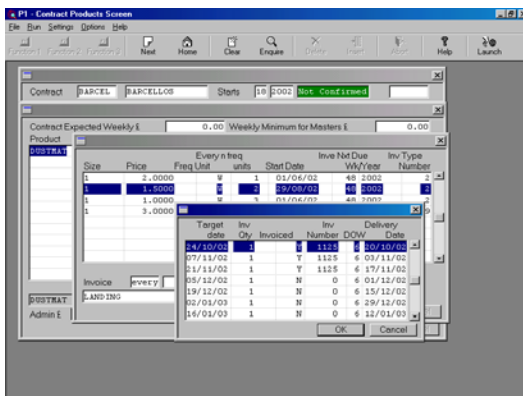 P1 - Contract Products Screen
File Run Settings Options Help
Function 1 Function 2 Function 3 Next Home Clear Enquire Delete Insert Abort Help Launch
Contract BARCEL BARCELLOS Starts 18 2002 Not Confirmed
Contract Expected Weekly £ 0.00 Weekly Minimum for Masters £ 0.00
Product
DUSTMAT
Every n freq Inve Nxt Due Inv Type
Size Price Freq Unit units Start Date Wk/Year Number
1 2.0000 W 1 01/06/02 48 2002 2
1 1.5000 W 2 29/08/02 48 2002 2
1 1.0000 W 3 01/06/02 48 2002 2
1 3.0000
Target Inv Inv Delivery
date Qty Invoiced Number DOW Date
24/10/02 1 Y 1125 6 20/10/02
07/11/02 1 Y 1125 6 03/11/02
21/11/02 1 Y 1125 6 17/11/02
05/12/02 1 N 0 6 01/12/02
19/12/02 1 N 0 6 15/12/02
02/01/03 1 N 0 6 29/12/02
16/01/03 1 N 0 6 12/01/03
Invoice every
LANDING
DUSTMAT
Admin £
OK Cancel